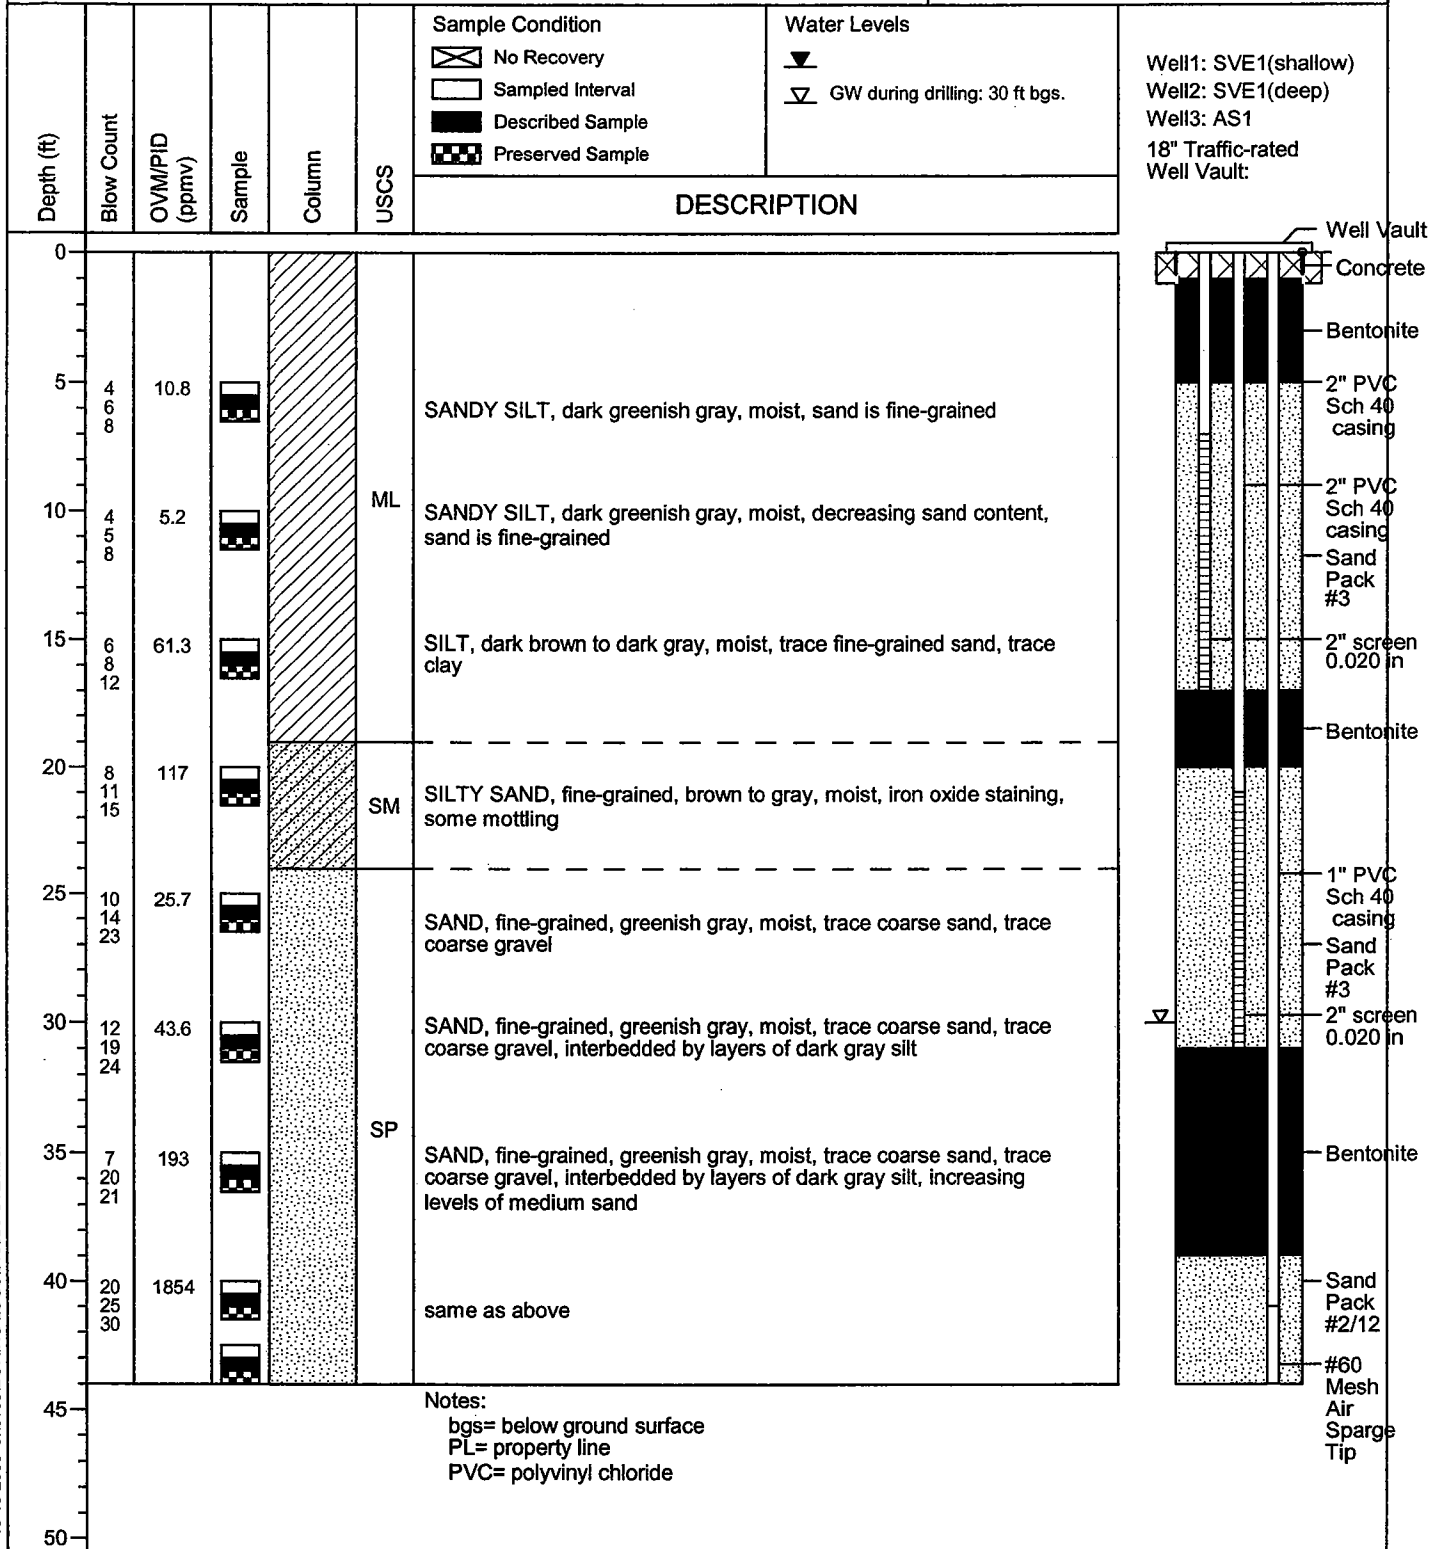 Sample Condition
No Recovery
Sampled Interval
Described Sample
Preserved Sample
Water Levels
GW during drilling: 30 ft bgs.
Well1: SVE1(shallow)
Well2: SVE1(deep)
Well3: AS1
18" Traffic-rated
Well Vault:
Depth (ft)
Blow Count
OVM/PID
(ppmv)
Sample
Column
USCS
DESCRIPTION
Well Vault
0
Concrete
Bentonite
5
4
6
8
10.8
SANDY SILT, dark greenish gray, moist, sand is fine-grained
2" PVC
Sch 40
casing
ML
10
4
5
8
5.2
SANDY SILT, dark greenish gray, moist, decreasing sand content,
sand is fine-grained
2" PVC
Sch 40
casing
Sand
Pack
#3
15
6
8
12
61.3
SILT, dark brown to dark gray, moist, trace fine-grained sand, trace
clay
2" screen
0.020 in
Bentonite
20
8
11
15
117
SM
SILTY SAND, fine-grained, brown to gray, moist, iron oxide staining,
some mottling
25
10
14
23
25.7
SAND, fine-grained, greenish gray, moist, trace coarse sand, trace
coarse gravel
1" PVC
Sch 40
casing
Sand
Pack
#3
30
12
19
24
43.6
SAND, fine-grained, greenish gray, moist, trace coarse sand, trace
coarse gravel, interbedded by layers of dark gray silt
2" screen
0.020 in
SP
35
7
20
21
193
SAND, fine-grained, greenish gray, moist, trace coarse sand, trace
coarse gravel, interbedded by layers of dark gray silt, increasing
levels of medium sand
Bentonite
40
20
25
30
1854
same as above
Sand
Pack
#2/12
#60
Mesh
Air
Sparge
Tip
45
Notes:
bgs= below ground surface
PL= property line
PVC= polyvinyl chloride
50